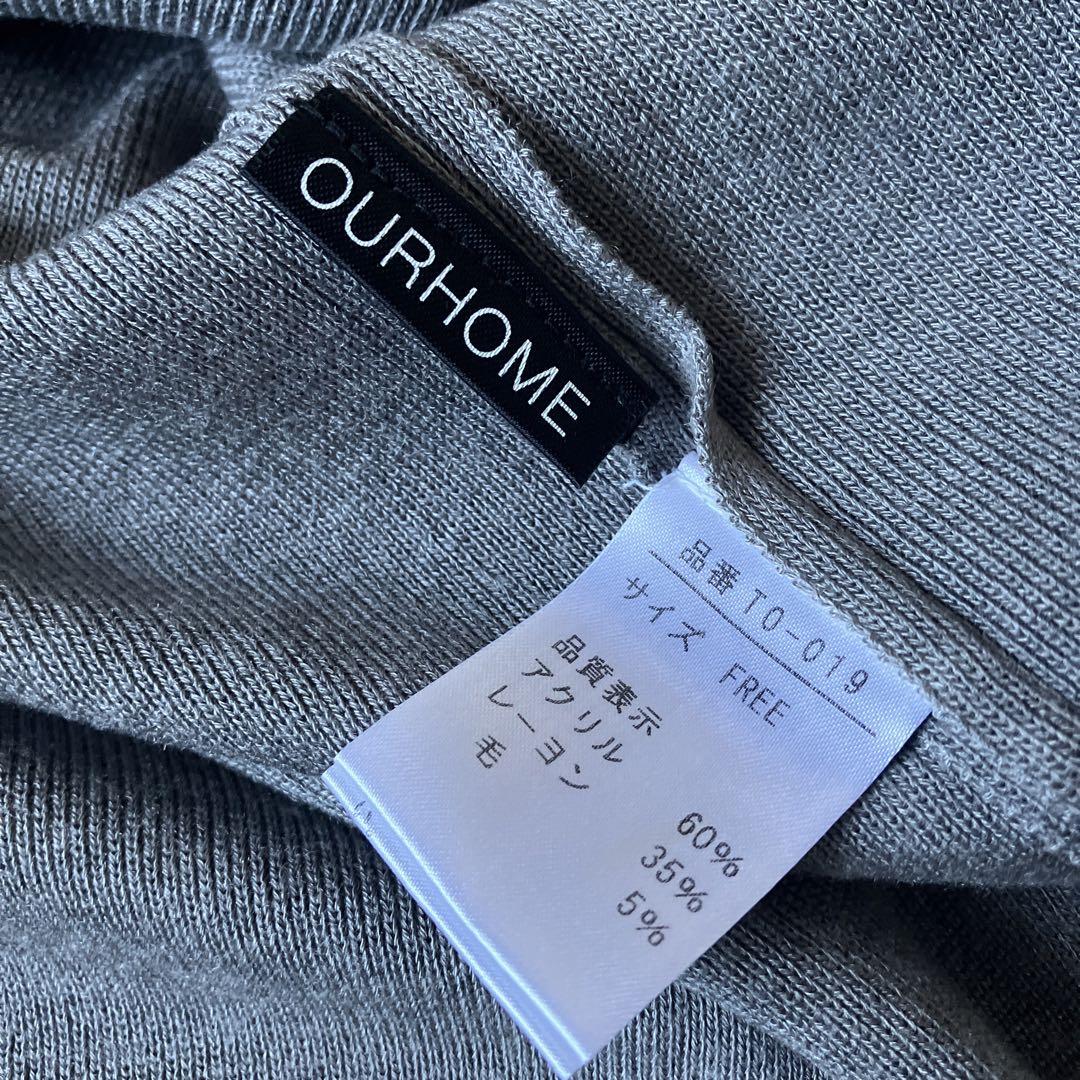 OURHOME
品番 TO-019
サイズ FREE
品質表示
アクリル 60%
レーヨン 35%
毛 5%